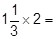 1 1/3 × 2 =